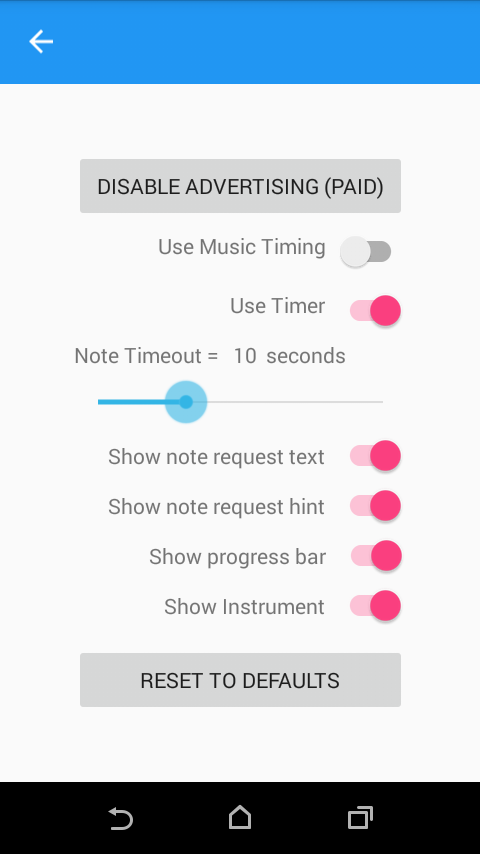 DISABLE ADVERTISING (PAID)
Use Music Timing
Use Timer
Note Timeout = 10 seconds
Show note request text
Show note request hint
Show progress bar
Show Instrument
RESET TO DEFAULTS